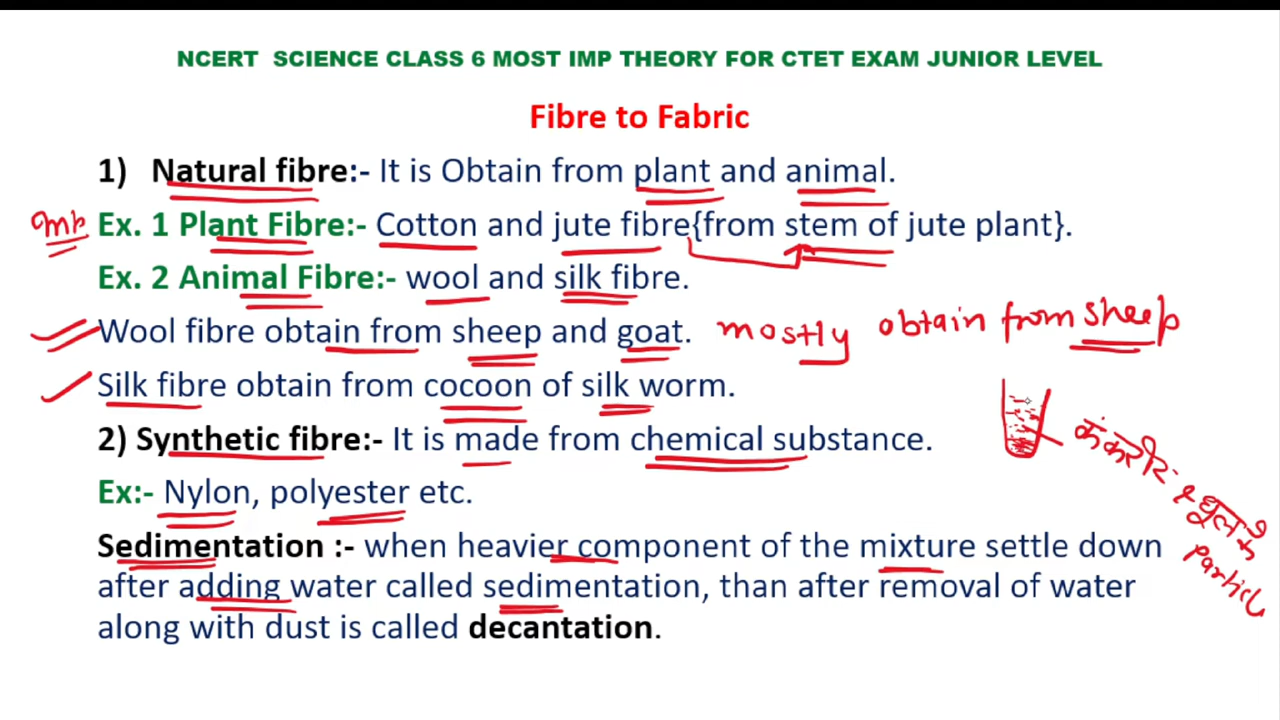 NCERT SCIENCE CLASS 6 MOST IMP THEORY FOR CTET EXAM JUNIOR LEVEL
Fibre to Fabric
1) Natural fibre:- It is Obtain from plant and animal.
Imp Ex. 1 Plant Fibre:- Cotton and jute fibre{from stem of jute plant}.
Ex. 2 Animal Fibre:- wool and silk fibre.
Wool fibre obtain from sheep and goat. mostly obtain from sheep
Silk fibre obtain from cocoon of silk worm.
2) Synthetic fibre:- It is made from chemical substance.
Ex:- Nylon, polyester etc.
Sedimentation :- when heavier component of the mixture settle down
after adding water called sedimentation, than after removal of water
along with dust is called decantation.
particle